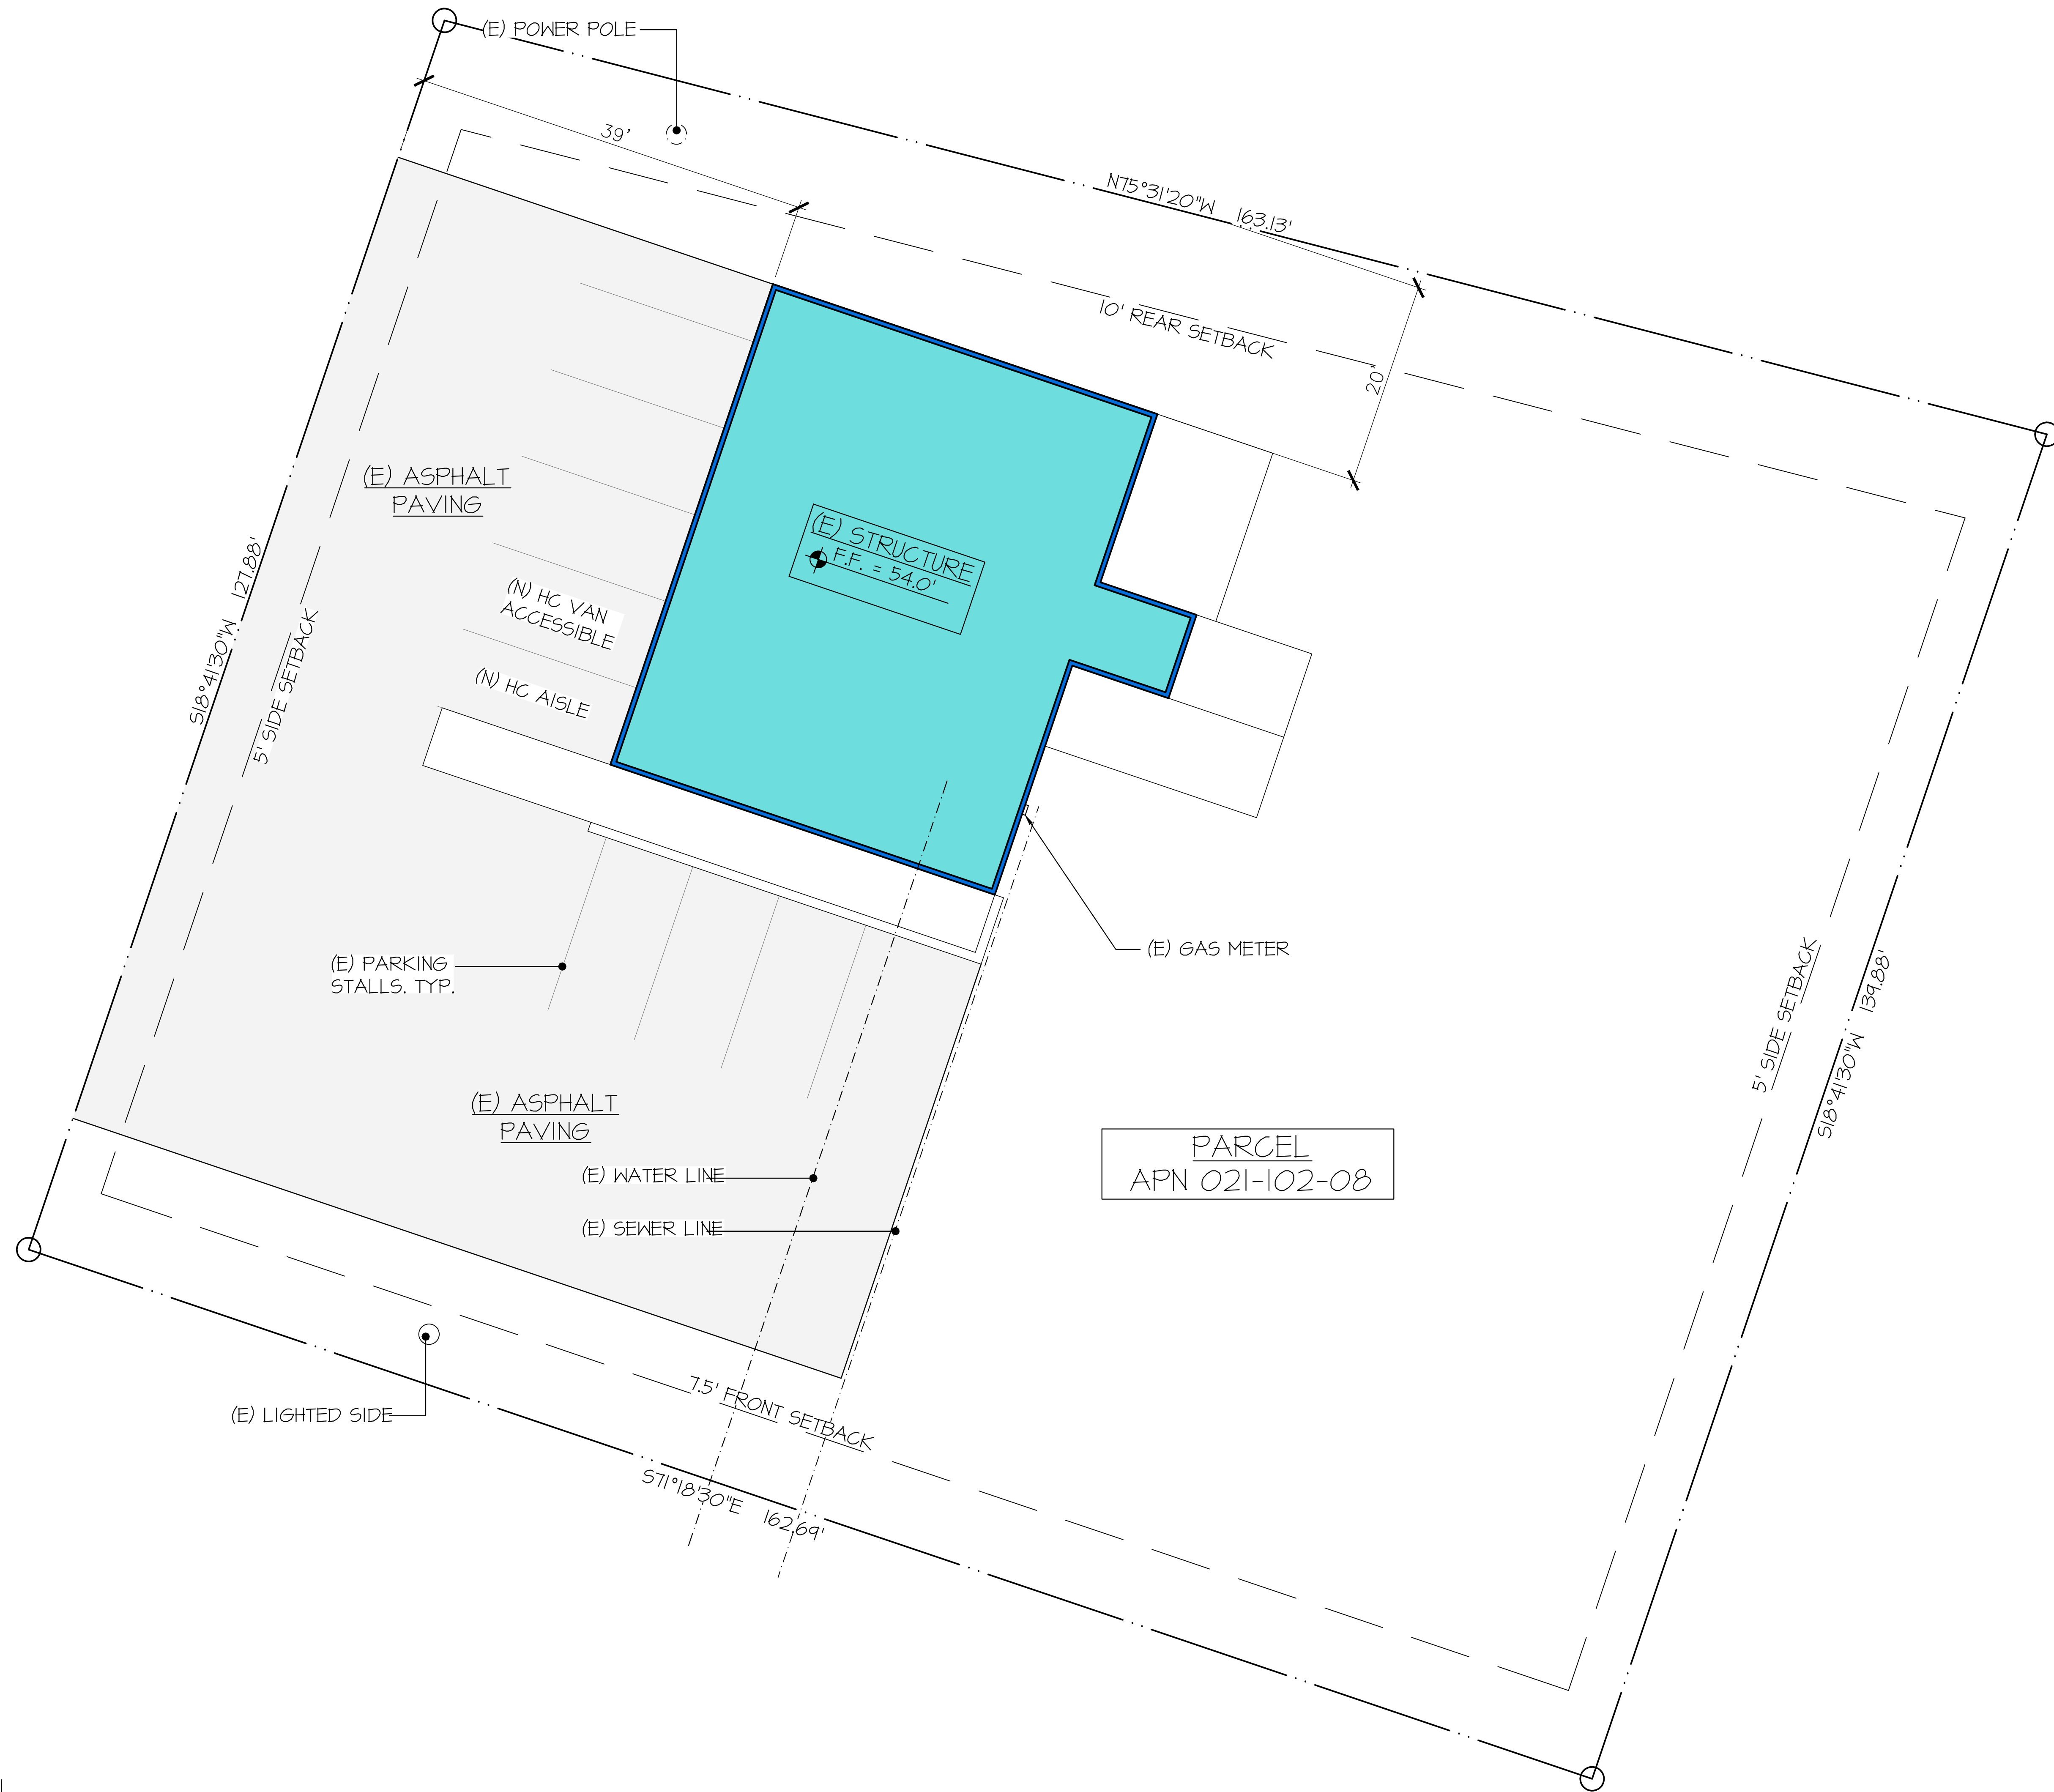 (E) POWER POLE
39'
N75°31'20"W 163.13'
10' REAR SETBACK
20'
(E) ASPHALT
PAVING
(E) STRUCTURE
F.F. = 54.0'
(N) HC VAN
ACCESSIBLE
(N) HC AISLE
S18°41'30"W 127.88'
5' SIDE SETBACK
(E) GAS METER
(E) PARKING
STALLS. TYP.
5' SIDE SETBACK
S18°41'30"W 139.88'
(E) ASPHALT
PAVING
(E) WATER LINE
(E) SEWER LINE
PARCEL
APN 021-102-08
7.5' FRONT SETBACK
(E) LIGHTED SIDE
S71°18'30"E 162.69'